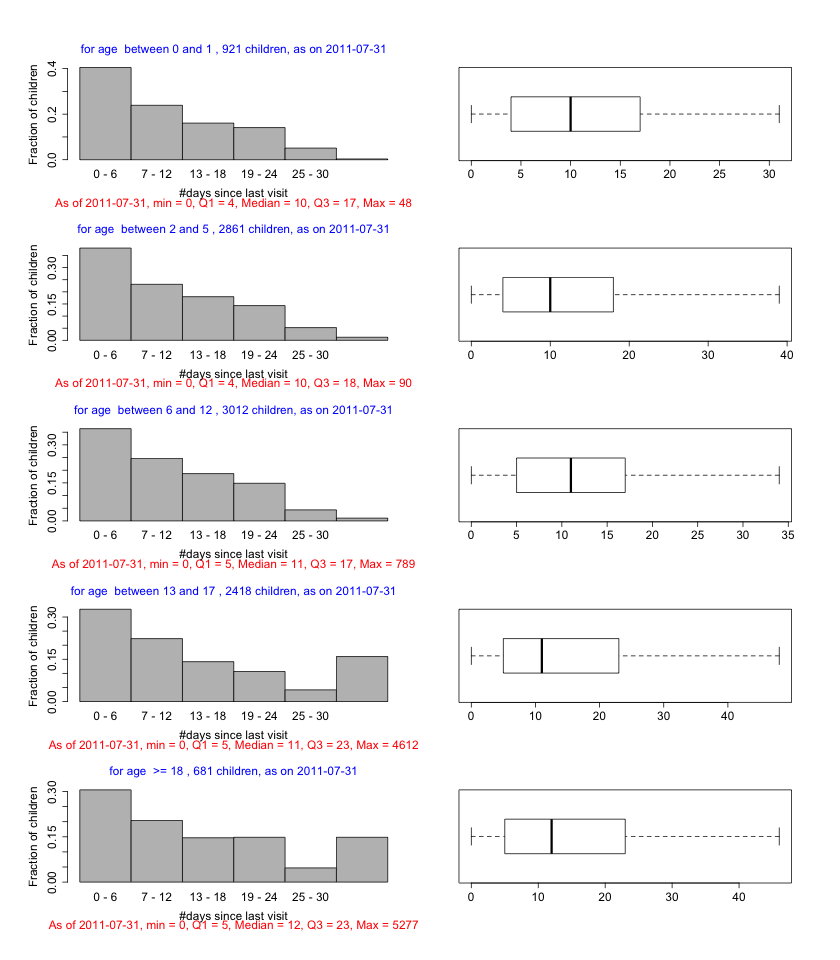 for age  between 0 and 1 , 921 children, as on 2011-07-31
Fraction of children
0.0 0.2 0.4
0 - 6 7 - 12 13 - 18 19 - 24 25 - 30
#days since last visit
As of 2011-07-31, min = 0, Q1 = 4, Median = 10, Q3 = 17, Max = 48
0 5 10 15 20 25 30
for age  between 2 and 5 , 2861 children, as on 2011-07-31
Fraction of children
0.00 0.15 0.30
0 - 6 7 - 12 13 - 18 19 - 24 25 - 30
#days since last visit
As of 2011-07-31, min = 0, Q1 = 4, Median = 10, Q3 = 18, Max = 90
0 10 20 30 40
for age  between 6 and 12 , 3012 children, as on 2011-07-31
Fraction of children
0.00 0.15 0.30
0 - 6 7 - 12 13 - 18 19 - 24 25 - 30
#days since last visit
As of 2011-07-31, min = 0, Q1 = 5, Median = 11, Q3 = 17, Max = 789
0 5 10 15 20 25 30 35
for age  between 13 and 17 , 2418 children, as on 2011-07-31
Fraction of children
0.00 0.15 0.30
0 - 6 7 - 12 13 - 18 19 - 24 25 - 30
#days since last visit
As of 2011-07-31, min = 0, Q1 = 5, Median = 11, Q3 = 23, Max = 4612
0 10 20 30 40
for age  >= 18 , 681 children, as on 2011-07-31
Fraction of children
0.00 0.15 0.30
0 - 6 7 - 12 13 - 18 19 - 24 25 - 30
#days since last visit
As of 2011-07-31, min = 0, Q1 = 5, Median = 12, Q3 = 23, Max = 5277
0 10 20 30 40